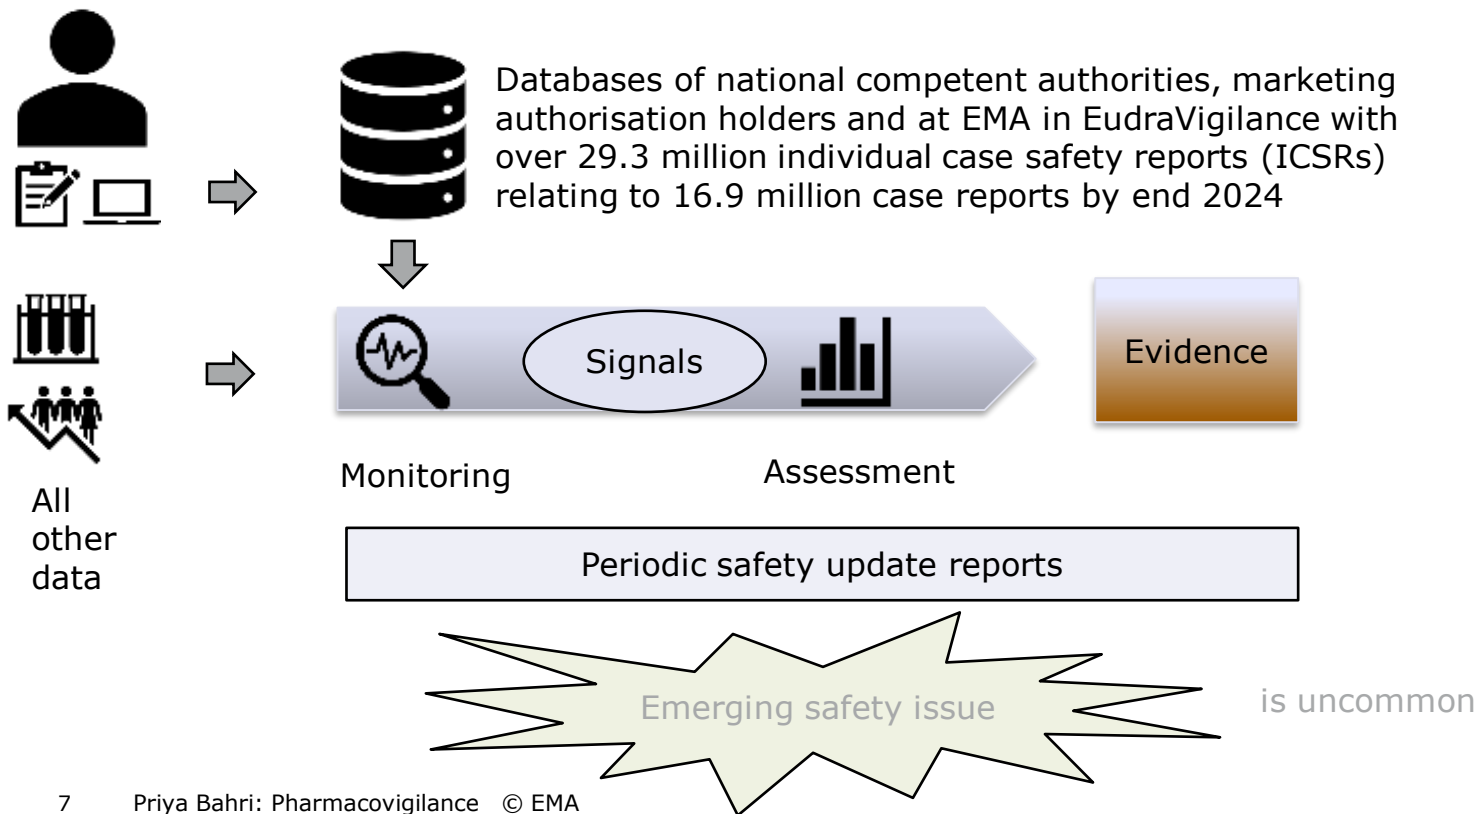 Databases of national competent authorities, marketing
authorisation holders and at EMA in EudraVigilance with
over 29.3 million individual case safety reports (ICSRs)
relating to 16.9 million case reports by end 2024
Signals
Evidence
Monitoring
Assessment
All
other
data
Periodic safety update reports
Emerging safety issue
is uncommon
7 Priya Bahri: Pharmacovigilance © EMA